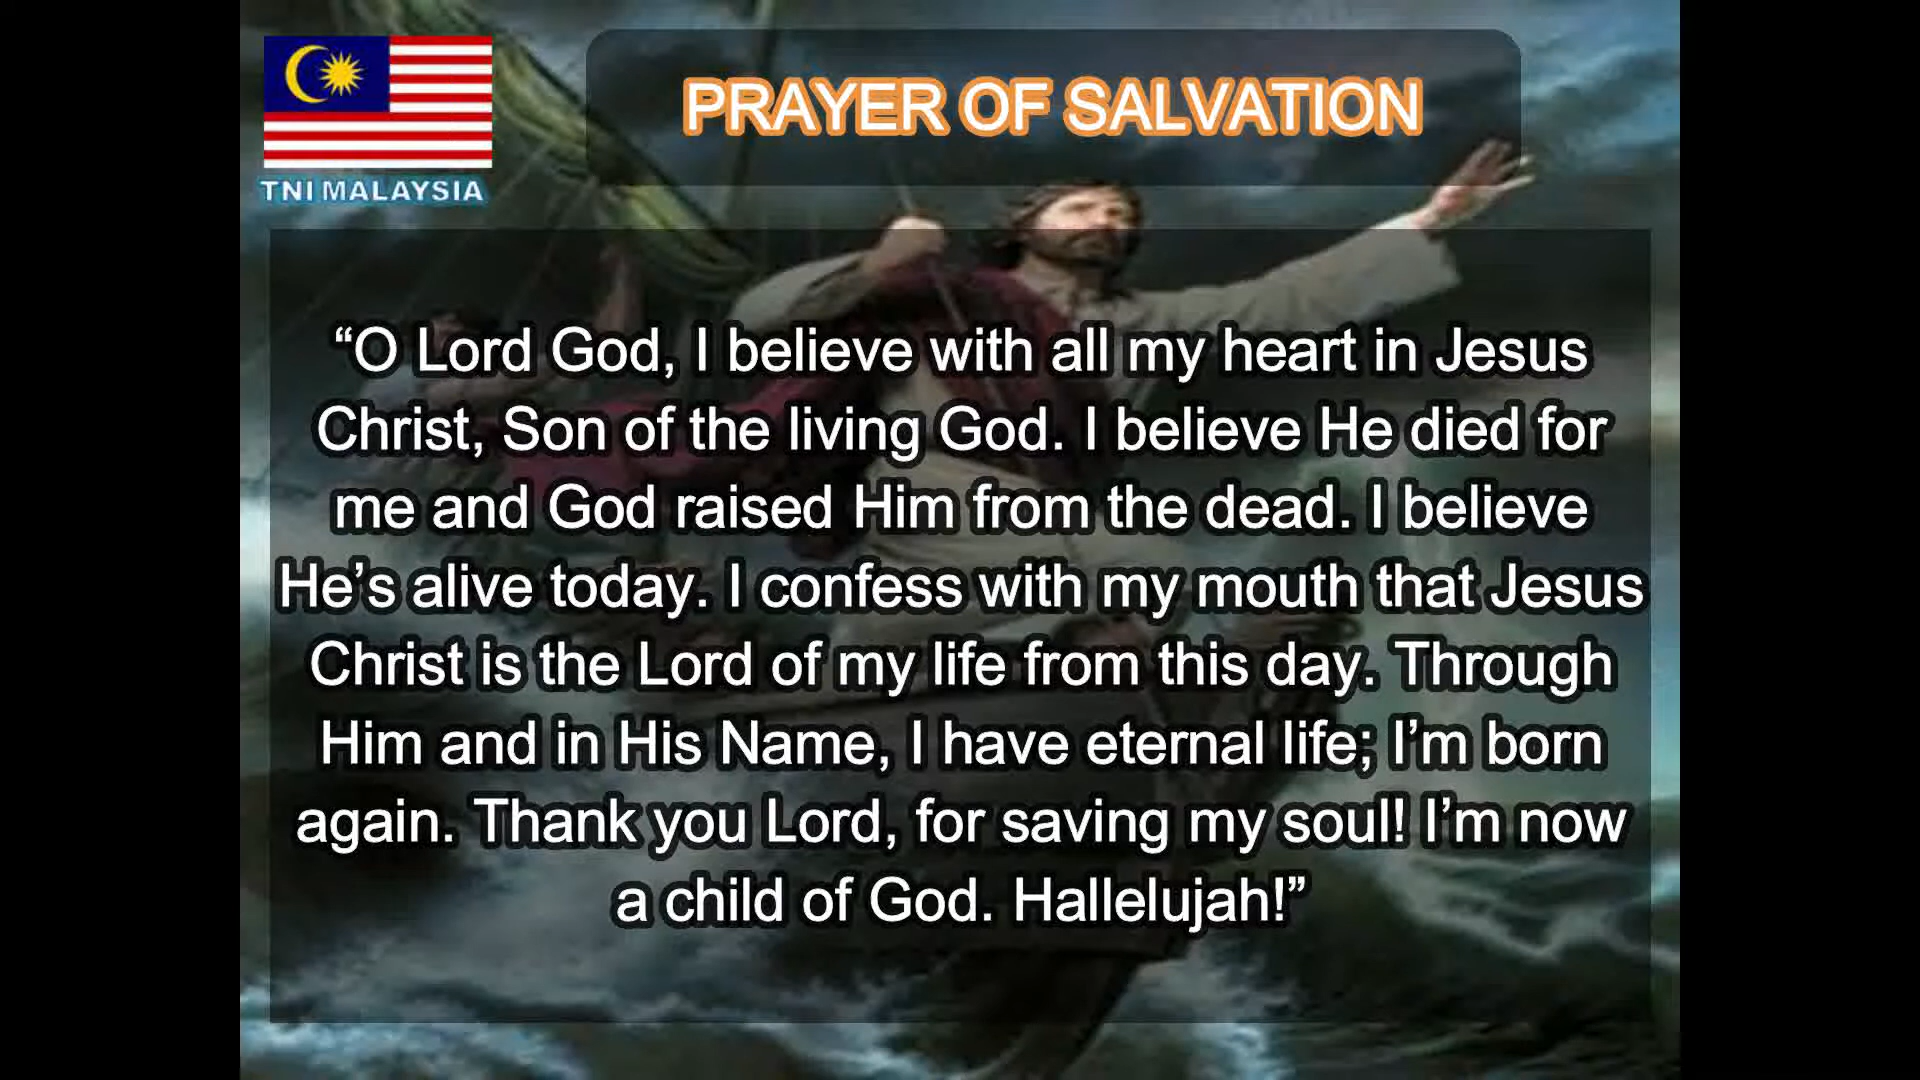 TNI MALAYSIA
PRAYER OF SALVATION
“O Lord God, I believe with all my heart in Jesus
Christ, Son of the living God. I believe He died for
me and God raised Him from the dead. I believe
He’s alive today. I confess with my mouth that Jesus
Christ is the Lord of my life from this day. Through
Him and in His Name, I have eternal life; I’m born
again. Thank you Lord, for saving my soul! I’m now
a child of God. Hallelujah!”